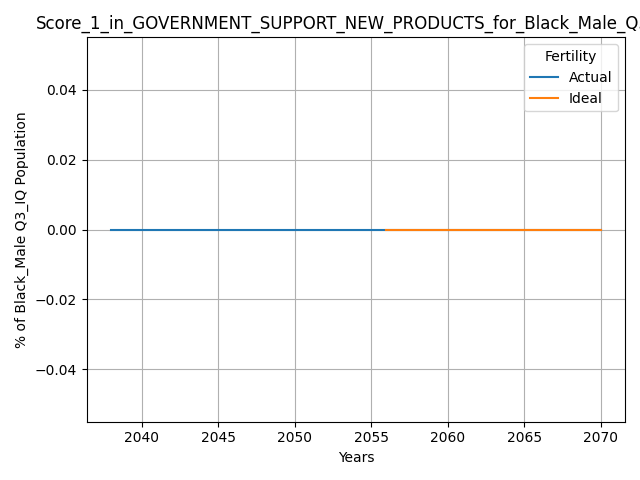 Score_1_in_GOVERNMENT_SUPPORT_NEW_PRODUCTS_for_Black_Male_Q
Fertility
Actual
Ideal
% of Black_Male Q3_IQ Population
0.04
0.02
0.00
−0.02
−0.04
2040 2045 2050 2055 2060 2065 2070
Years